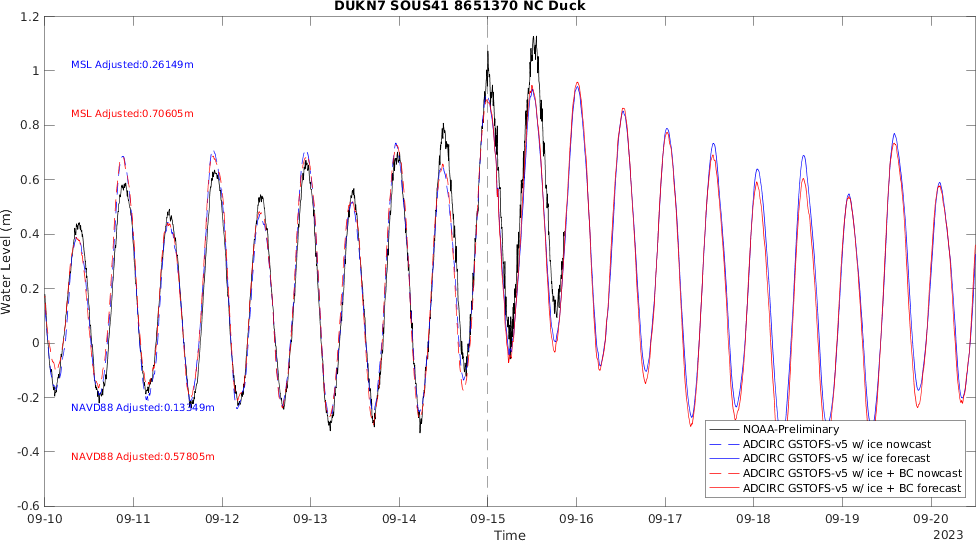 DUKN7 SOUS41 8651370 NC Duck
1.2
1
0.8
0.6
0.4
0.2
0
-0.2
-0.4
-0.6
Water Level (m)
MSL Adjusted:0.26149m
MSL Adjusted:0.70605m
NAVD88 Adjusted:0.13349m
NAVD88 Adjusted:0.57805m
NOAA-Preliminary
ADCIRC GSTOFS-v5 w/ ice nowcast
ADCIRC GSTOFS-v5 w/ ice forecast
ADCIRC GSTOFS-v5 w/ ice + BC nowcast
ADCIRC GSTOFS-v5 w/ ice + BC forecast
09-10 09-11 09-12 09-13 09-14 09-15 09-16 09-17 09-18 09-19 09-20
Time
2023